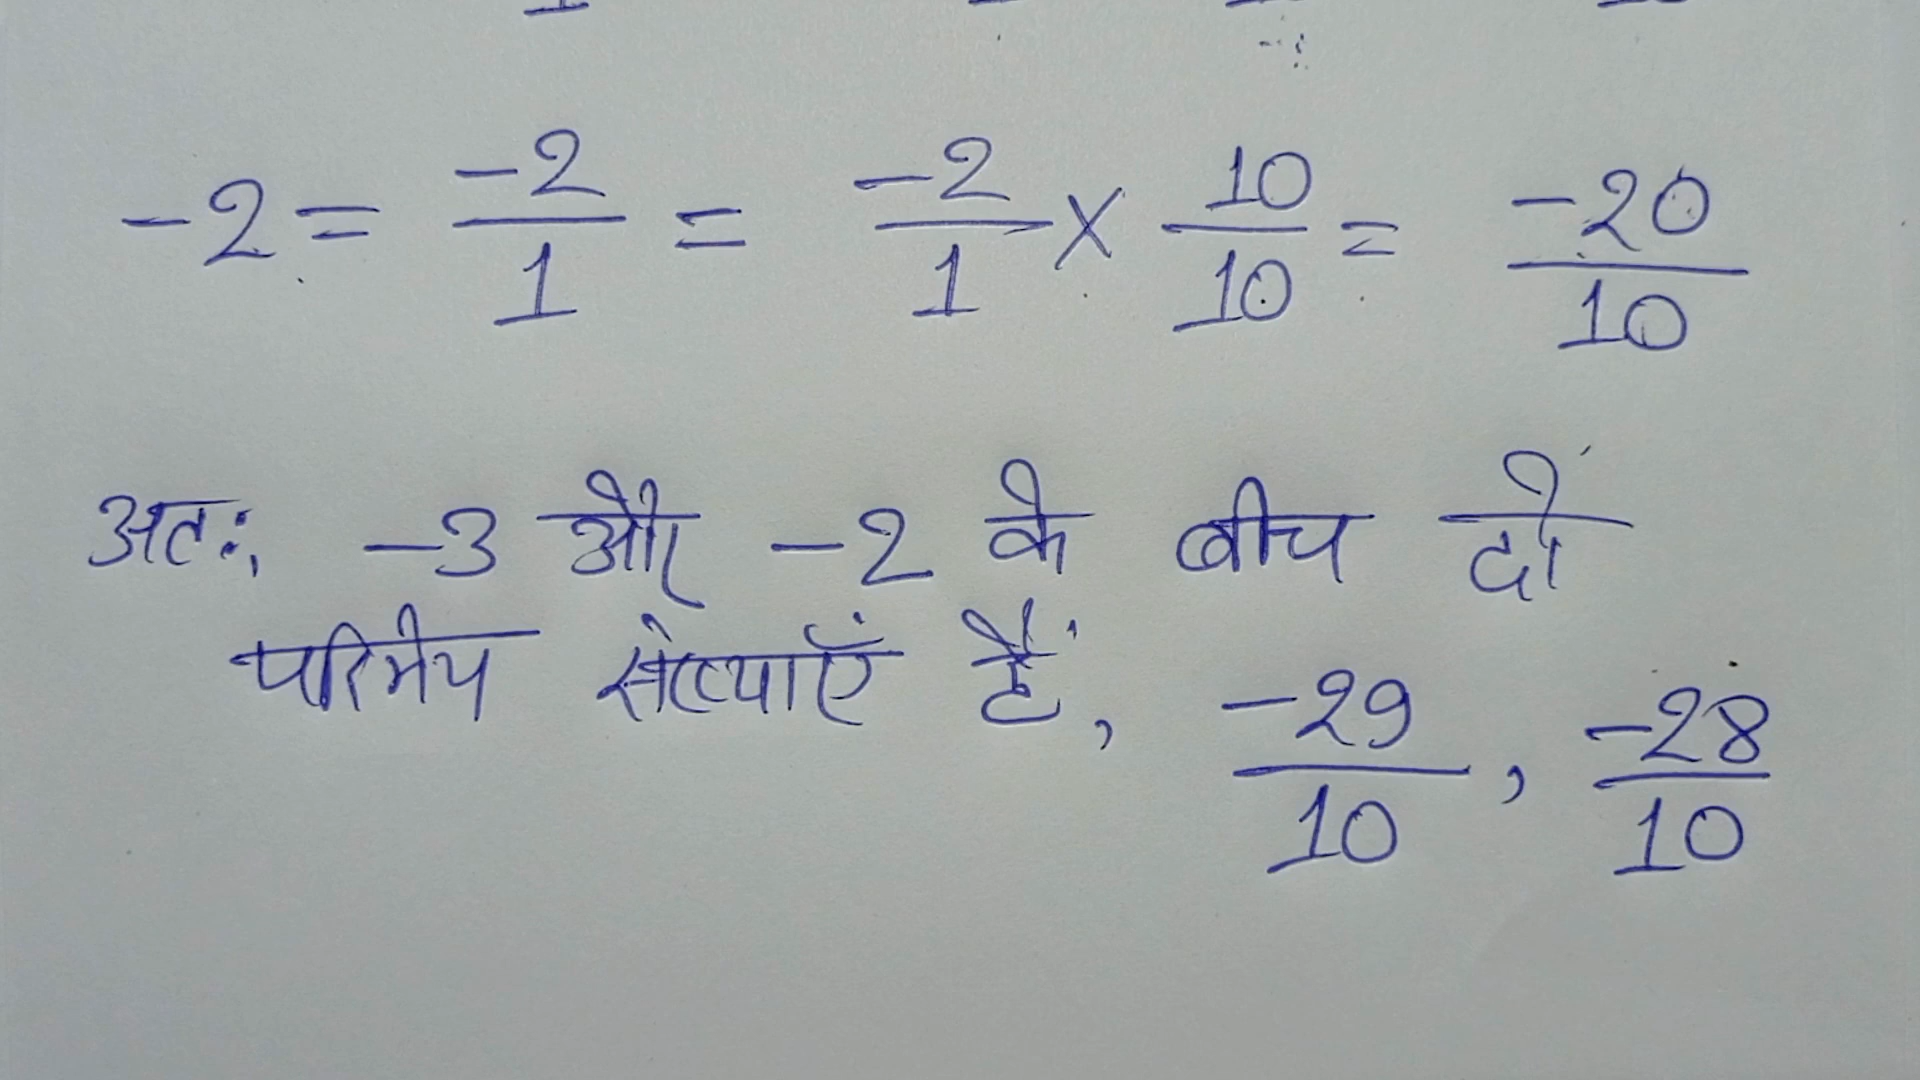 -2 = -2/1 = -2/1 × 10/10 = -20/10
अतः, -3 और -2 के बीच दो
परिमेय संख्याएँ हैं, -29/10, -28/10